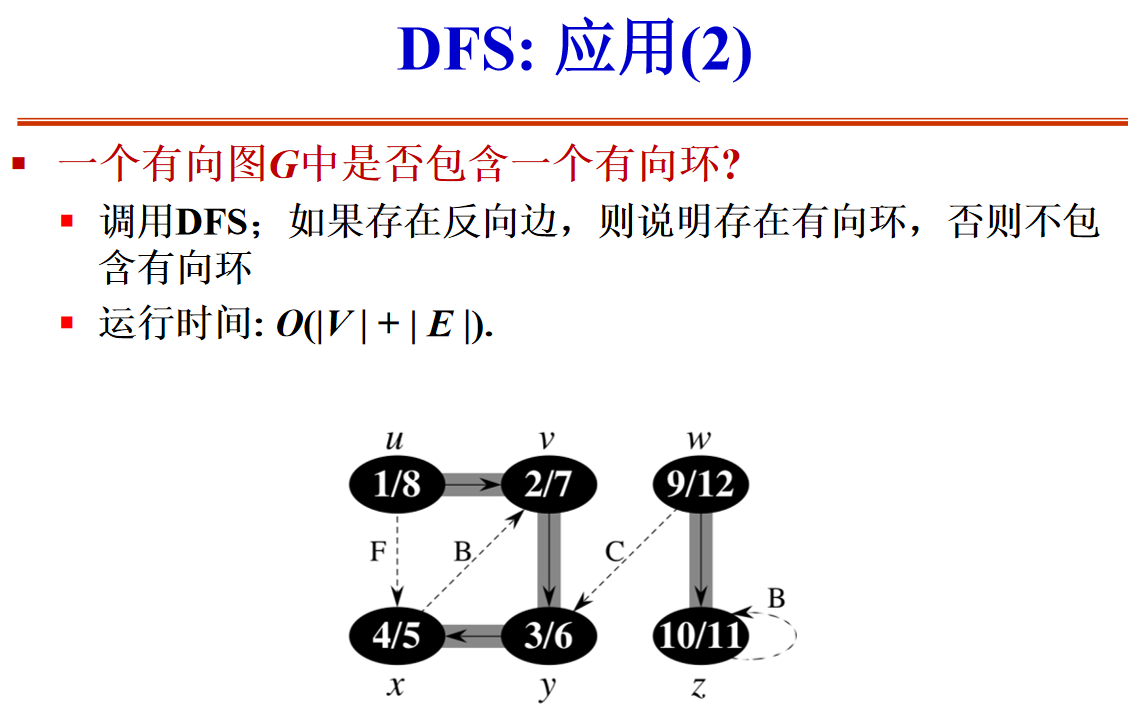 DFS: 应用(2)
一个有向图G中是否包含一个有向环?
调用DFS；如果存在反向边，则说明存在有向环，否则不包
含有向环
运行时间: O(|V | + | E |).
u v w
1/8 2/7 9/12
F B C
B
4/5 3/6 10/11
x y z